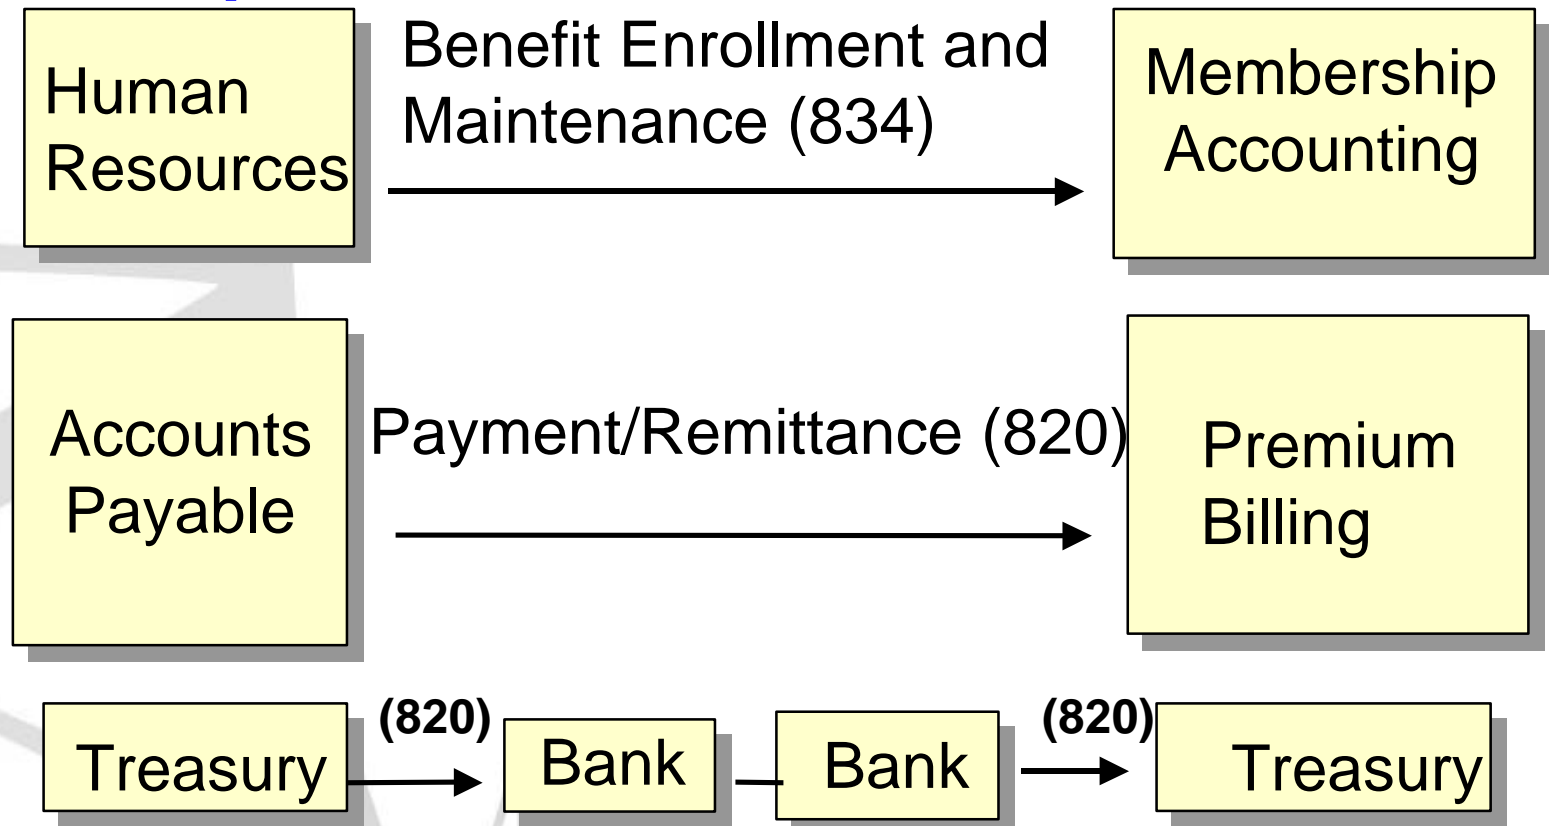 Human
Resources
Benefit Enrollment and
Maintenance (834)
Membership
Accounting
Accounts
Payable
Payment/Remittance (820)
Premium
Billing
Treasury
(820)
Bank
Bank
(820)
Treasury